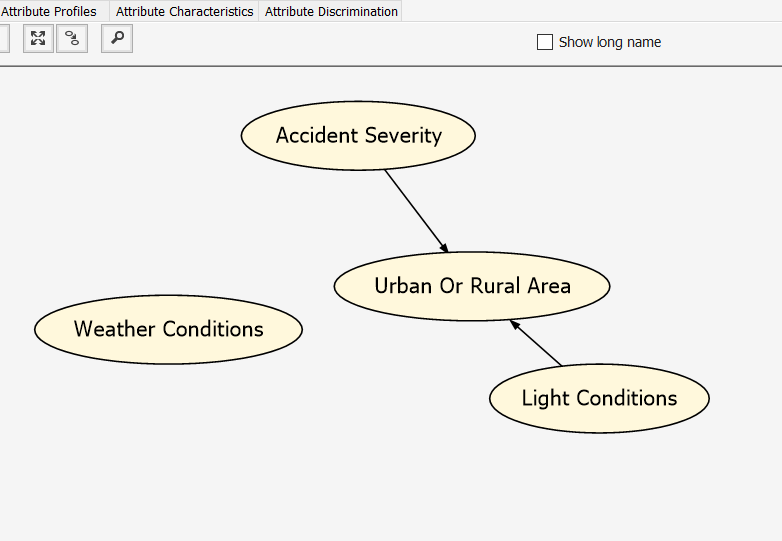 Attribute Profiles
Attribute Characteristics
Attribute Discrimination
Show long name
Accident Severity
Urban Or Rural Area
Weather Conditions
Light Conditions